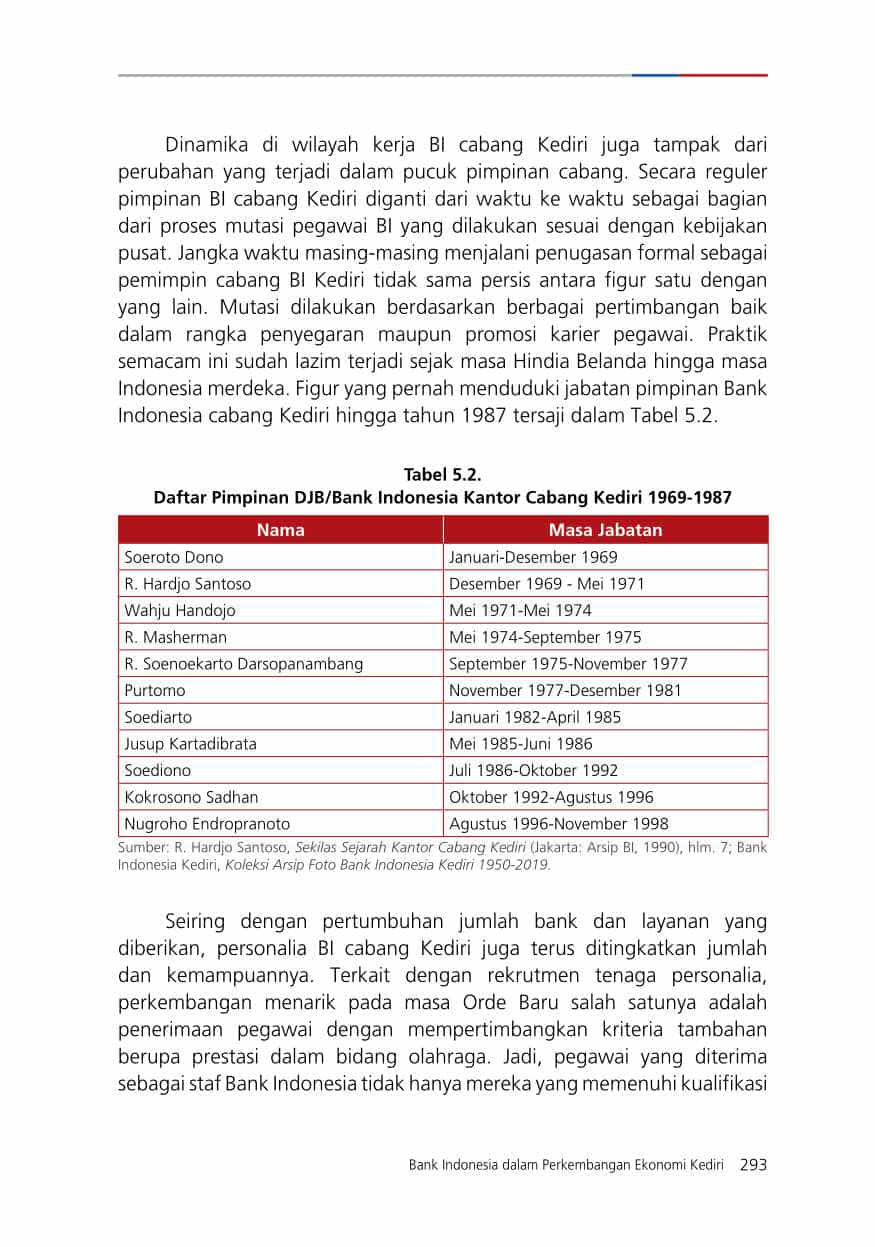 Dinamika di wilayah kerja BI cabang Kediri juga tampak dari
perubahan yang terjadi dalam pucuk pimpinan cabang. Secara reguler
pimpinan BI cabang Kediri diganti dari waktu ke waktu sebagai bagian
dari proses mutasi pegawai BI yang dilakukan sesuai dengan kebijakan
pusat. Jangka waktu masing-masing menjalani penugasan formal sebagai
pemimpin cabang BI Kediri tidak sama persis antara figur satu dengan
yang lain. Mutasi dilakukan berdasarkan berbagai pertimbangan baik
dalam rangka penyegaran maupun promosi karier pegawai. Praktik
semacam ini sudah lazim terjadi sejak masa Hindia Belanda hingga masa
Indonesia merdeka. Figur yang pernah menduduki jabatan pimpinan Bank
Indonesia cabang Kediri hingga tahun 1987 tersaji dalam Tabel 5.2.
Tabel 5.2.
Daftar Pimpinan DJB/Bank Indonesia Kantor Cabang Kediri 1969-1987
Nama Masa Jabatan
Soeroto Dono Januari-Desember 1969
R. Hardjo Santoso Desember 1969 - Mei 1971
Wahju Handojo Mei 1971-Mei 1974
R. Masherman Mei 1974-September 1975
R. Soenoekarto Darsopanambang September 1975-November 1977
Purtomo November 1977-Desember 1981
Soediarto Januari 1982-April 1985
Jusup Kartadibrata Mei 1985-Juni 1986
Soediono Juli 1986-Oktober 1992
Kokrosono Sadhan Oktober 1992-Agustus 1996
Nugroho Endropranoto Agustus 1996-November 1998
Sumber: R. Hardjo Santoso, Sekilas Sejarah Kantor Cabang Kediri (Jakarta: Arsip BI, 1990), hlm. 7; Bank
Indonesia Kediri, Koleksi Arsip Foto Bank Indonesia Kediri 1950-2019.
Seiring dengan pertumbuhan jumlah bank dan layanan yang
diberikan, personalia BI cabang Kediri juga terus ditingkatkan jumlah
dan kemampuannya. Terkait dengan rekrutmen tenaga personalia,
perkembangan menarik pada masa Orde Baru salah satunya adalah
penerimaan pegawai dengan mempertimbangkan kriteria tambahan
berupa prestasi dalam bidang olahraga. Jadi, pegawai yang diterima
sebagai staf Bank Indonesia tidak hanya mereka yang memenuhi kualifikasi
Bank Indonesia dalam Perkembangan Ekonomi Kediri 293